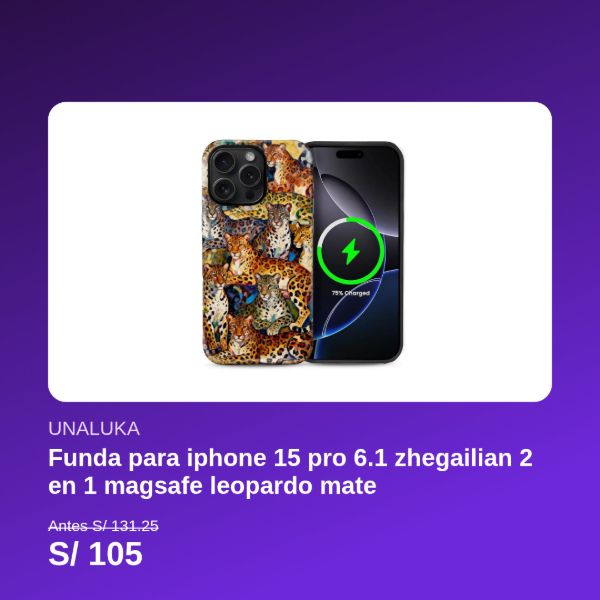 75% Charged
UNALUKA
Funda para iphone 15 pro 6.1 zhegailian 2
en 1 magsafe leopardo mate
Antes S/ 131.25
S/ 105